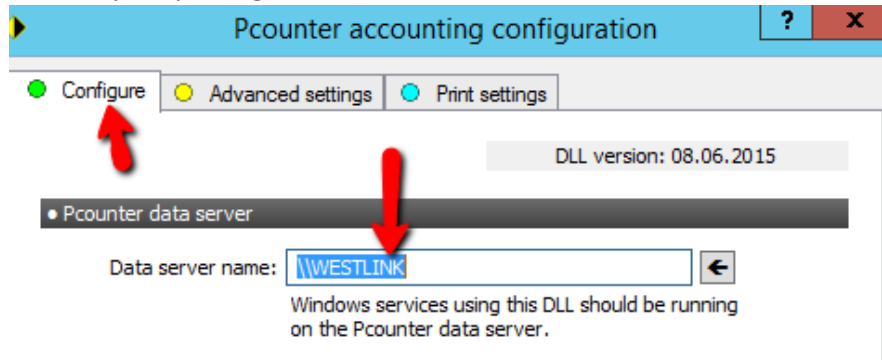 Pcounter accounting configuration ? x
Configure Advanced settings Print settings
DLL version: 08.06.2015
• Pcounter data server
Data server name: \\WESTLINK
Windows services using this DLL should be running
on the Pcounter data server.